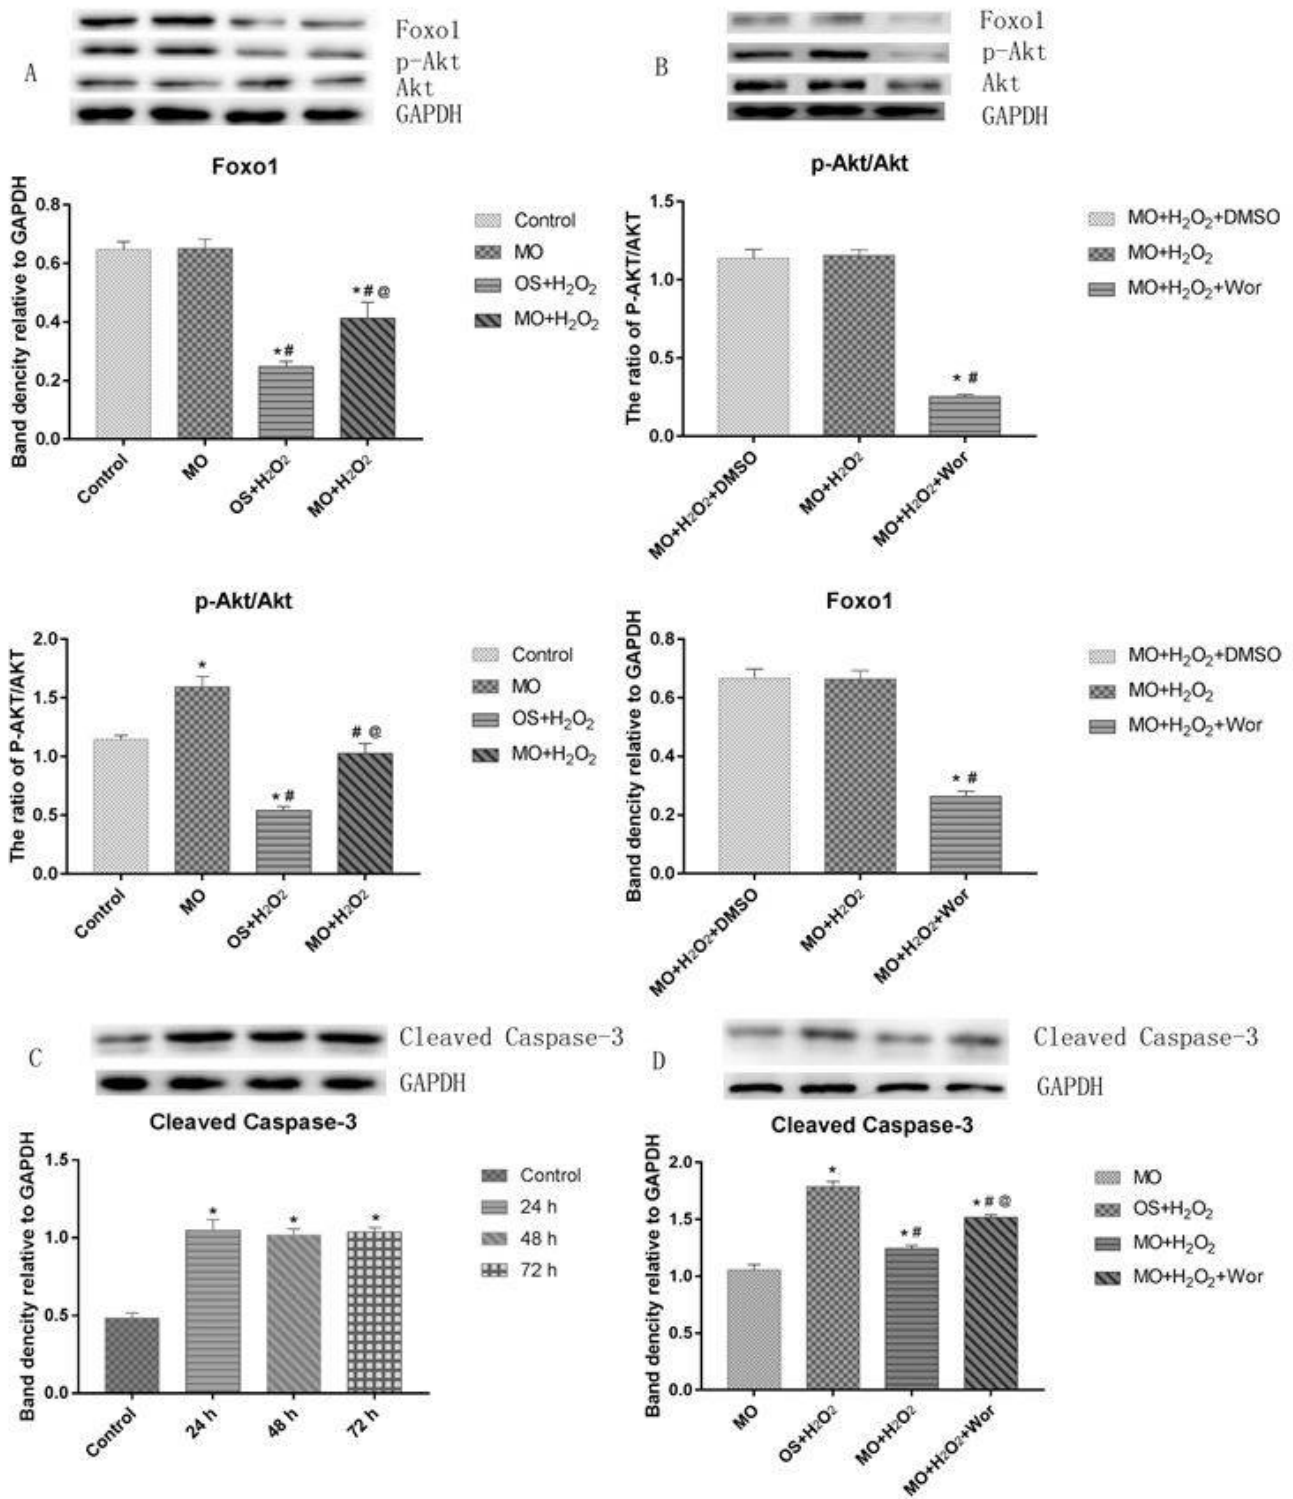 A
Foxo1
p-Akt
Akt
GAPDH
Foxo1
Band dencity relative to GAPDH
0.8
0.6
0.4
0.2
0.0
*#
*#@
Control
MO
OS+H2O2
MO+H2O2
Control
MO
OS+H2O2
MO+H2O2
B
Foxo1
p-Akt
Akt
GAPDH
p-Akt/Akt
The ratio of P-AKT/AKT
1.5
1.0
0.5
0.0
* #
MO+H2O2+DMSO
MO+H2O2
MO+H2O2+Wor
MO+H2O2+DMSO
MO+H2O2
MO+H2O2+Wor
p-Akt/Akt
The ratio of P-AKT/AKT
2.0
1.5
1.0
0.5
0.0
*
*#
# @
Control
MO
OS+H2O2
MO+H2O2
Control
MO
OS+H2O2
MO+H2O2
Foxo1
Band dencity relative to GAPDH
0.8
0.6
0.4
0.2
0.0
* #
MO+H2O2+DMSO
MO+H2O2
MO+H2O2+Wor
MO+H2O2+DMSO
MO+H2O2
MO+H2O2+Wor
C
Cleaved Caspase-3
GAPDH
Cleaved Caspase-3
Band dencity relative to GAPDH
1.5
1.0
0.5
0.0
*
*
*
Control
24 h
48 h
72 h
Control
24 h
48 h
72 h
D
Cleaved Caspase-3
GAPDH
Cleaved Caspase-3
Band dencity relative to GAPDH
2.0
1.5
1.0
0.5
0.0
*
*#
*#@
MO
OS+H2O2
MO+H2O2
MO+H2O2+Wor
MO
OS+H2O2
MO+H2O2
MO+H2O2+Wor